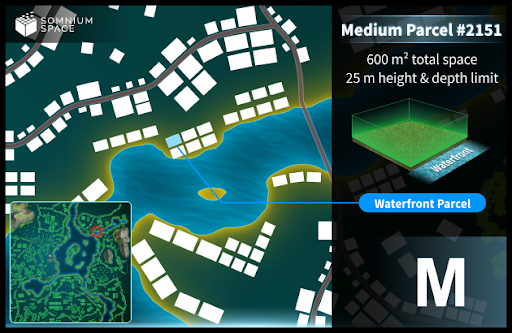 SOMNIUM
SPACE
Medium Parcel #2151
600 m² total space
25 m height & depth limit
Waterfront
Waterfront Parcel
M